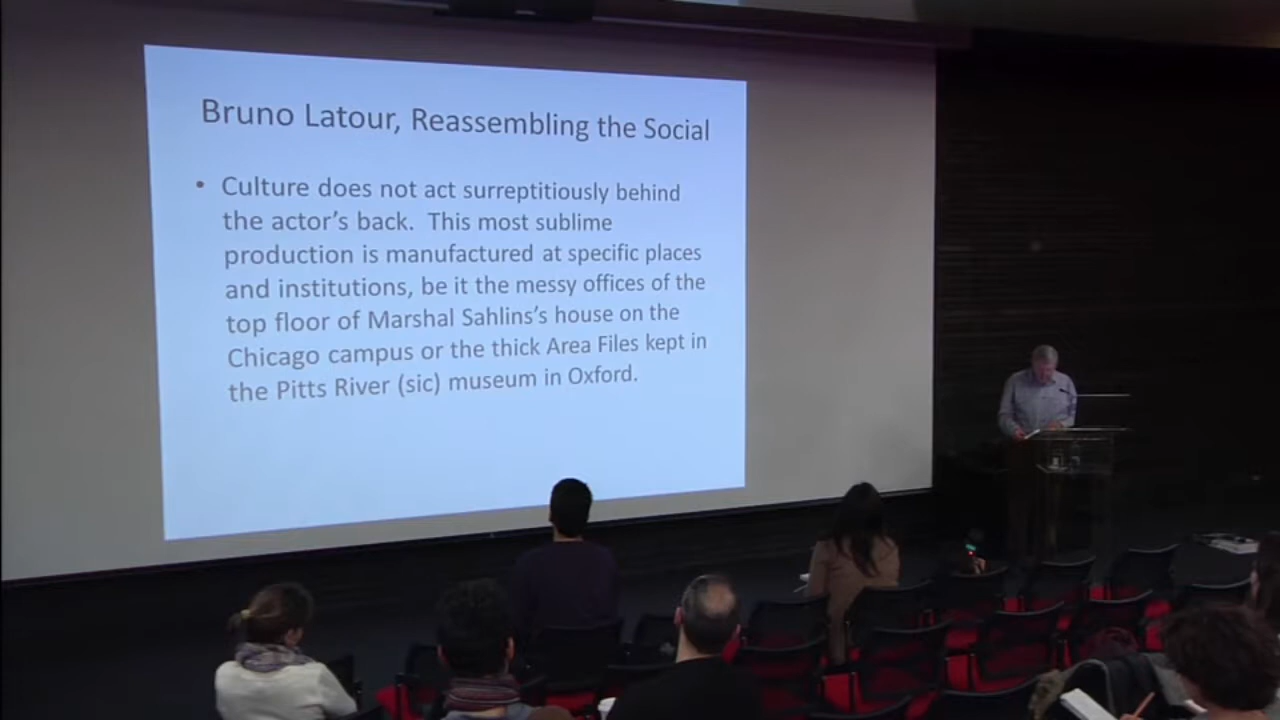 Bruno Latour, Reassembling the Social
• Culture does not act surreptitiously behind
the actor's back.  This most sublime
production is manufactured at specific places
and institutions, be it the messy offices of the
top floor of Marshal Sahlins's house on the
Chicago campus or the thick Area Files kept in
the Pitts River (sic) museum in Oxford.